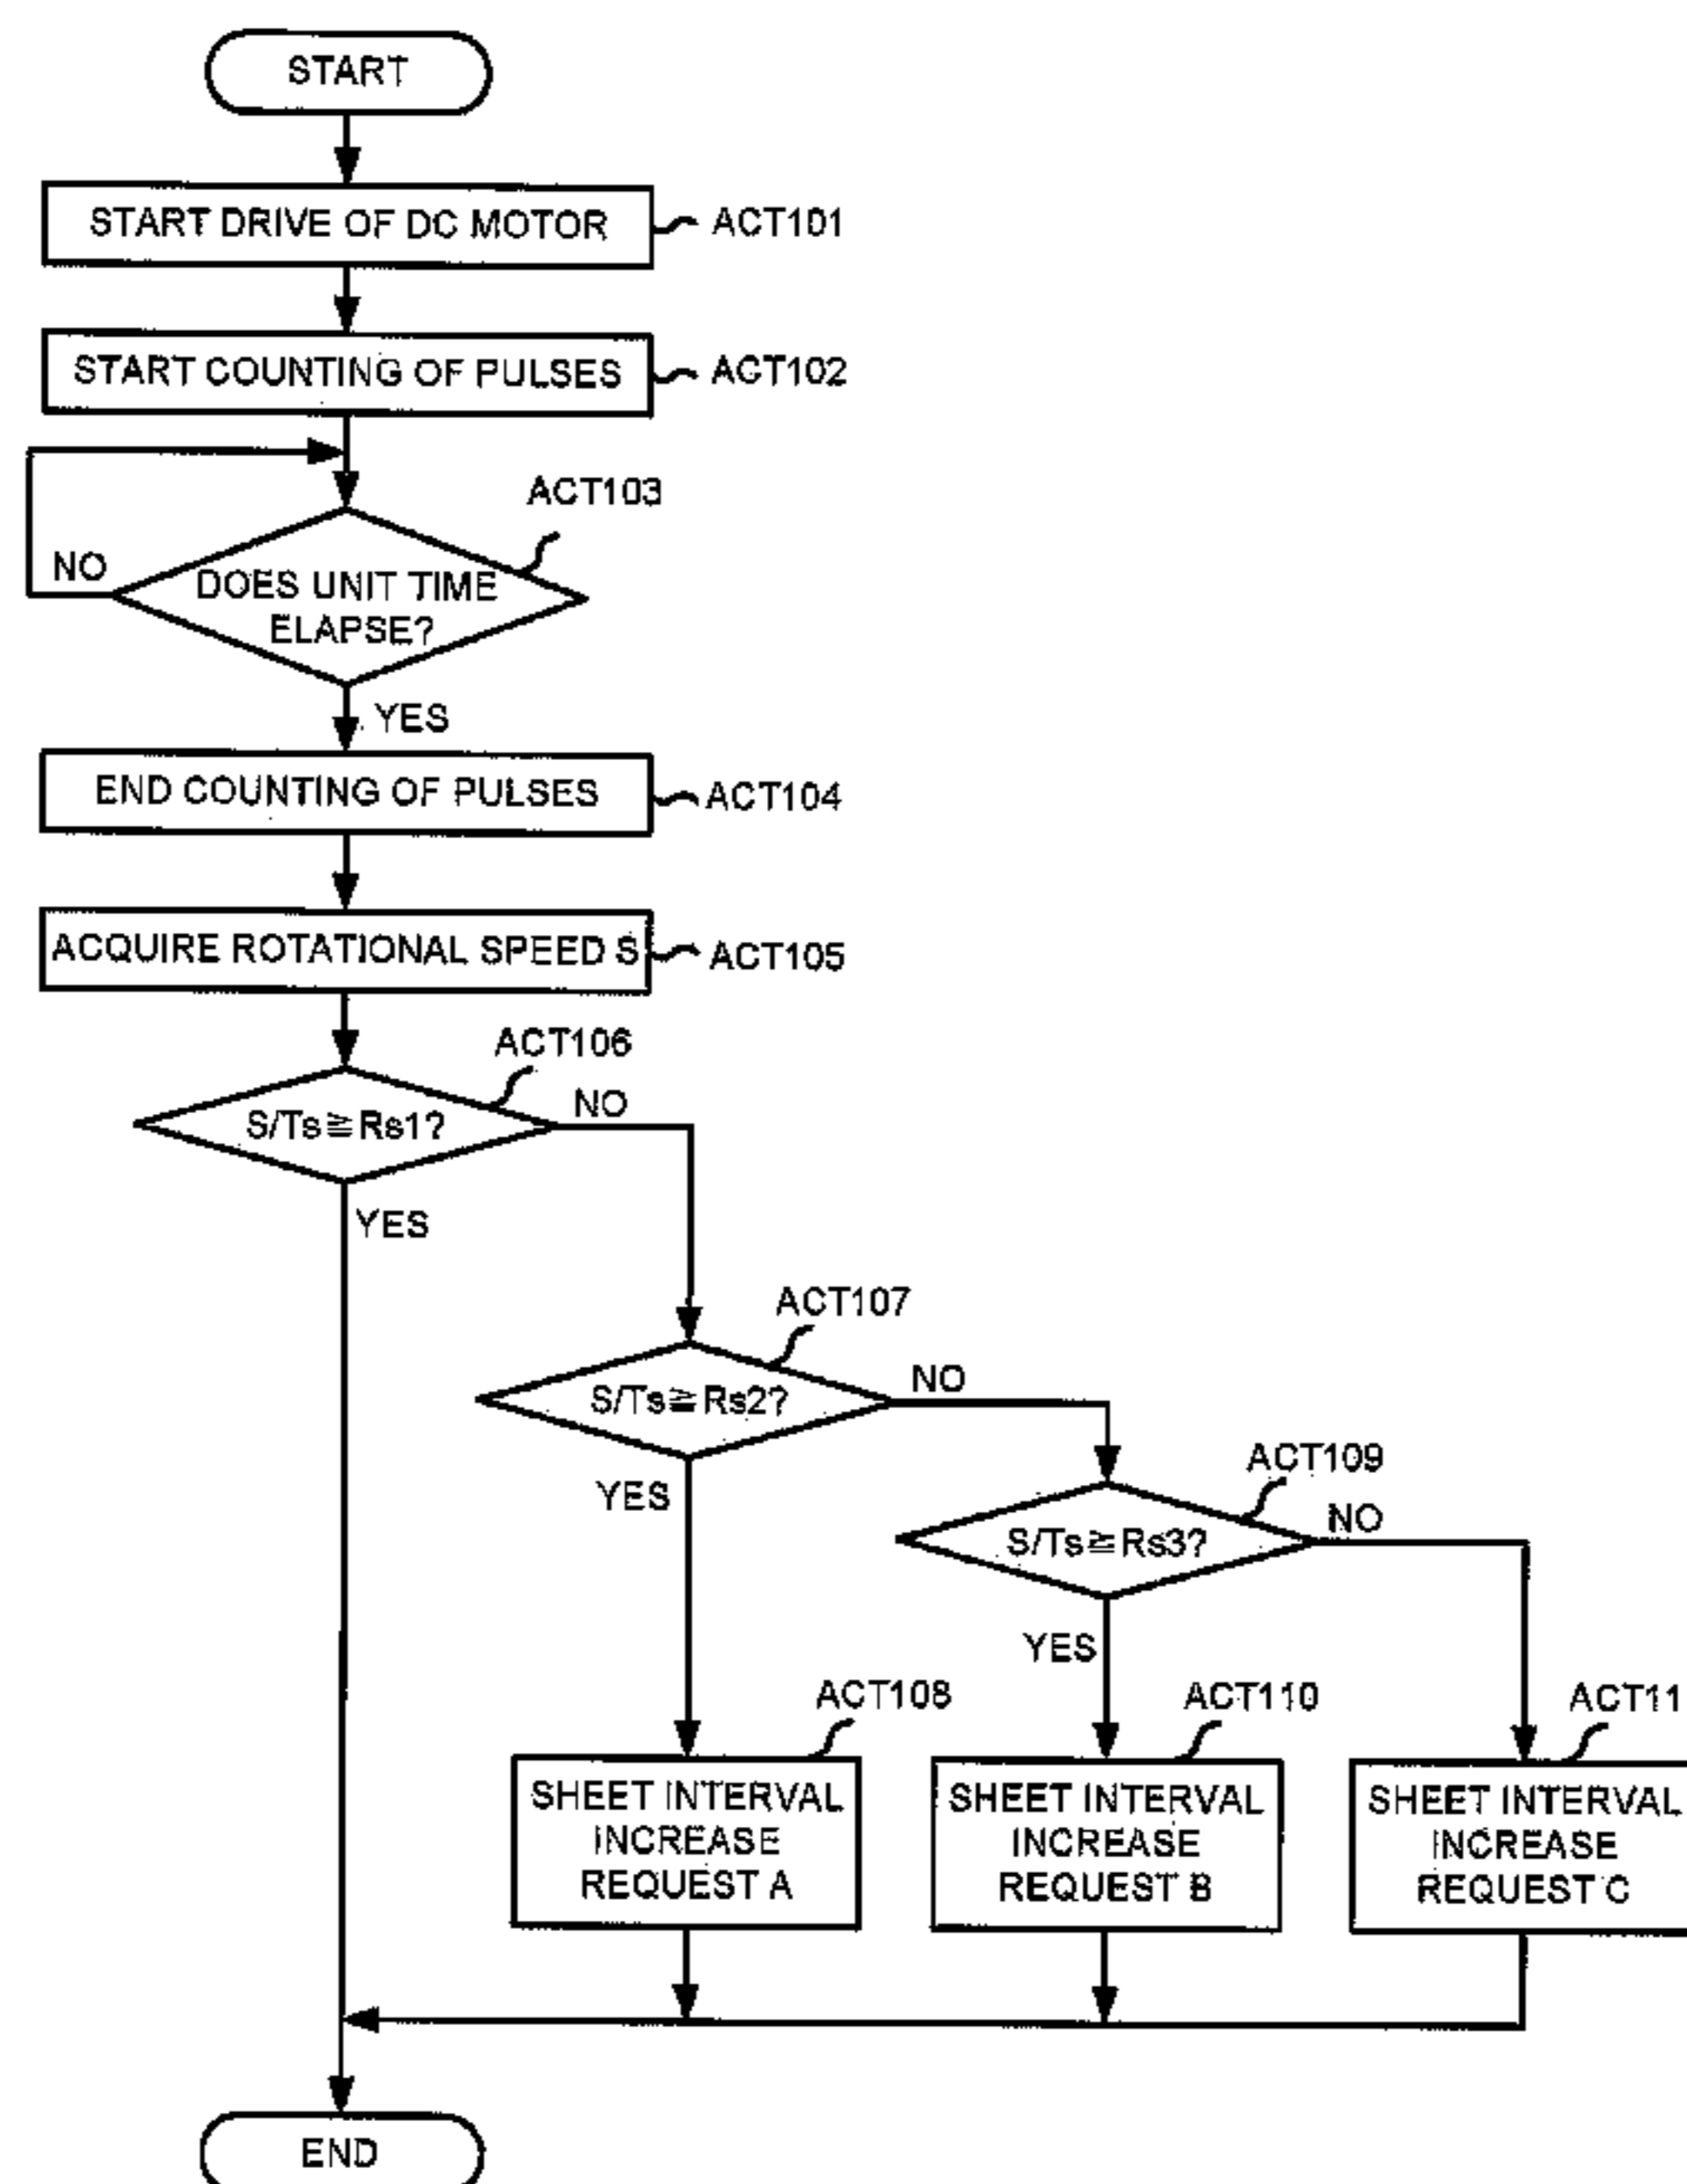 START
START DRIVE OF DC MOTOR
ACT101
START COUNTING OF PULSES
ACT102
ACT103
NO
DOES UNIT TIME
ELAPSE?
YES
END COUNTING OF PULSES
ACT104
ACQUIRE ROTATIONAL SPEED S
ACT105
ACT106
S/Ts≧Rs1?
NO
YES
ACT107
S/Ts≧Rs2?
NO
YES
ACT109
S/Ts≧Rs3?
NO
YES
ACT108
ACT110
ACT11
SHEET INTERVAL
INCREASE
REQUEST A
SHEET INTERVAL
INCREASE
REQUEST B
SHEET INTERVAL
INCREASE
REQUEST C
END